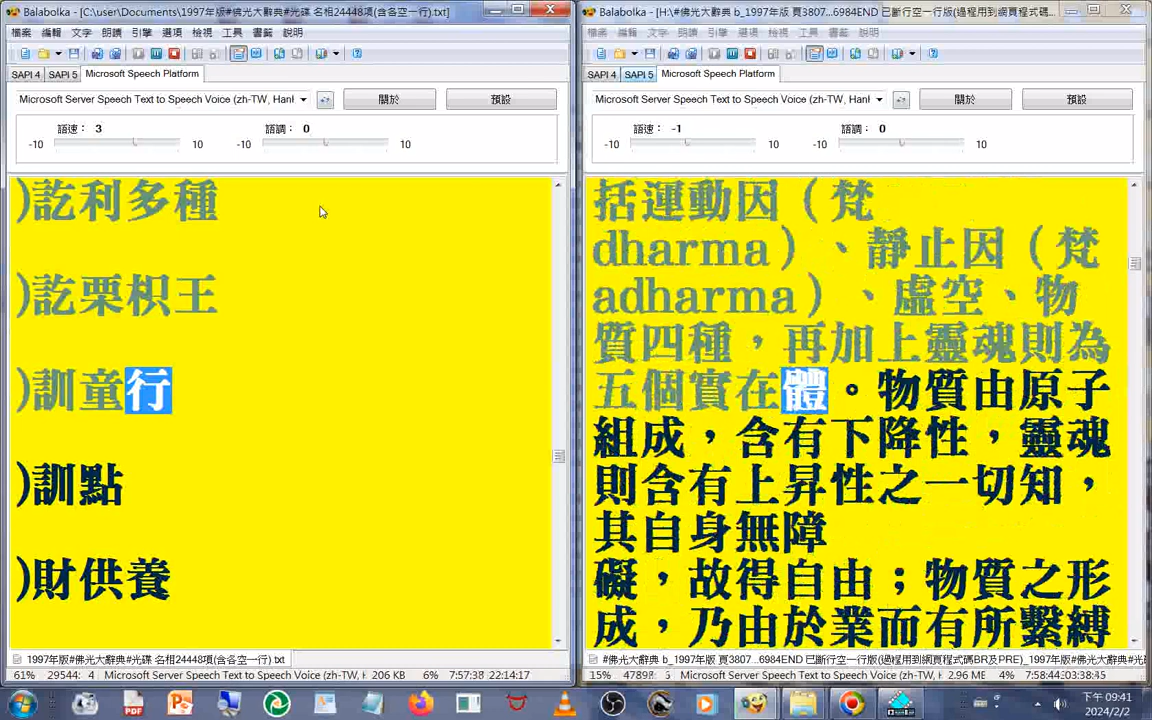 Balabolka - [C:\user\Documents\1997年版#佛光大辭典#光碟 名相24448項(含各空一行).txt]
檔案 編輯 文字 朗讀 引擎 選項 檢視 工具 書籤 說明
SAPI 4 SAPI 5 Microsoft Speech Platform
Microsoft Server Speech Text to Speech Voice (zh-TW, Hanl
關於
預設
語速： 3
語調： 0
-10 10 -10 10
)訖利多種
)訖栗枳王
)訓童行
)訓點
)財供養
1997年版#佛光大辭典#光碟 名相24448項(含各空一行).txt
61% 29544: 4 Microsoft Server Speech Text to Speech Voice (zh-TW, H 206 KB 6% 7:57:38 22:14:17
Balabolka - [H:\#佛光大辭典 b_1997年版 頁3807...6984END 已斷行空一行版(過程用到網頁程式碼...
檔案 編輯 文字 朗讀 引擎 選項 檢視 工具 書籤 說明
SAPI 4 SAPI 5 Microsoft Speech Platform
Microsoft Server Speech Text to Speech Voice (zh-TW, Hanl
關於
預設
語速： -1
語調： 0
-10 10 -10 10
括運動因（梵
dharma）、靜止因（梵
adharma）、虛空、物
質四種，再加上靈魂則為
五個實在體。物質由原子
組成，含有下降性，靈魂
則含有上昇性之一切知，
其自身無障
礙，故得自由；物質之形
成，乃由於業而有所繫縛
#佛光大辭典 b_1997年版 頁3807...6984END 已斷行空一行版(過程用到網頁程式碼BR及PRE)_1997年版#佛光
15% 4789 Microsoft Server Speech Text to Speech Voice (zh-TW, H 2.96 ME 4% 7:58:44 :03:38:45
下午 09:41
2024/2/2